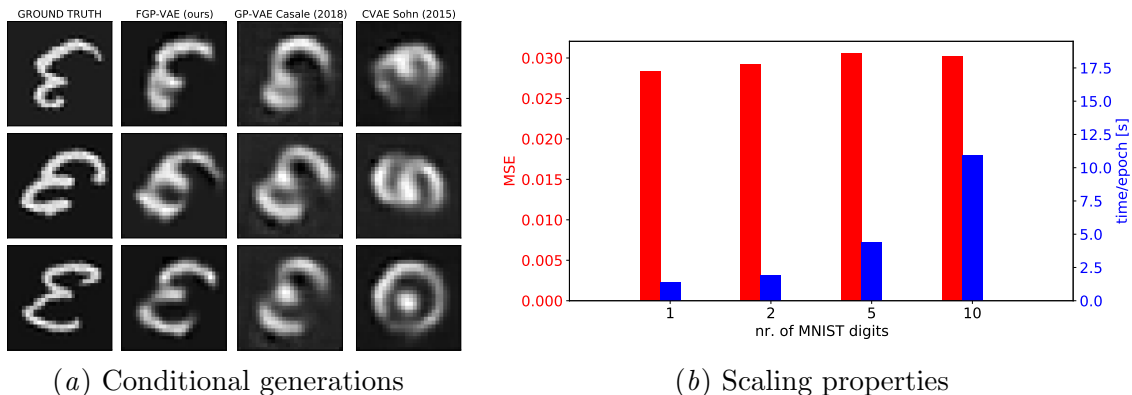 GROUND TRUTH FGP-VAE (ours) GP-VAE Casale (2018) CVAE Sohn (2015)
MSE
0.030
0.025
0.020
0.015
0.010
0.005
0.000
1 2 5 10
nr. of MNIST digits
17.5
15.0
12.5
10.0
7.5
5.0
2.5
0.0
time/epoch [s]
(a) Conditional generations
(b) Scaling properties